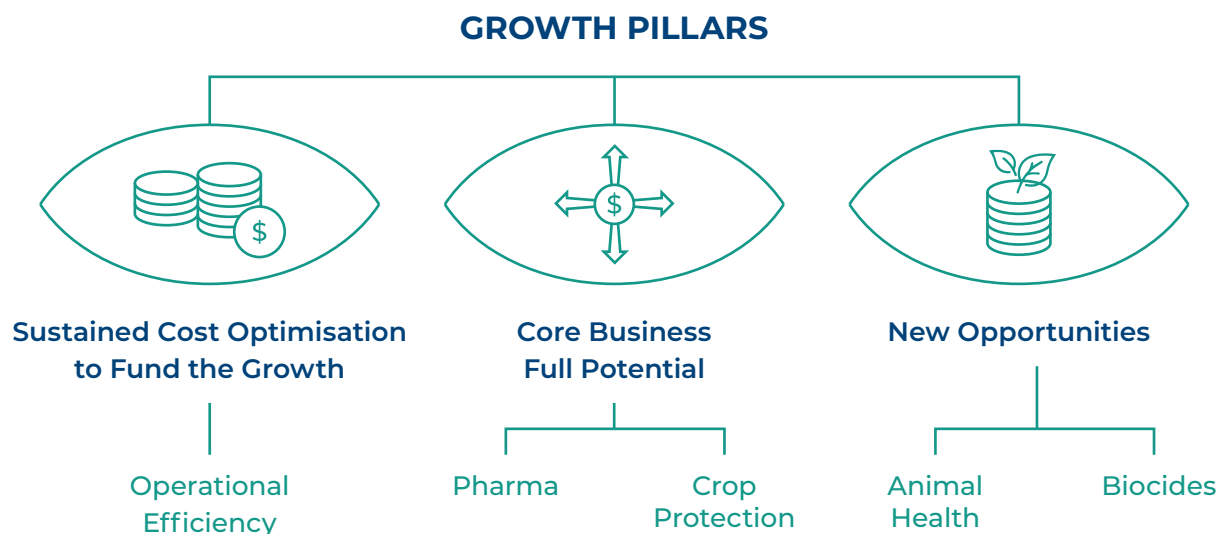 GROWTH PILLARS
$
$
Sustained Cost Optimisation
to Fund the Growth
Core Business
Full Potential
New Opportunities
Operational
Efficiency
Pharma
Crop
Protection
Animal
Health
Biocides